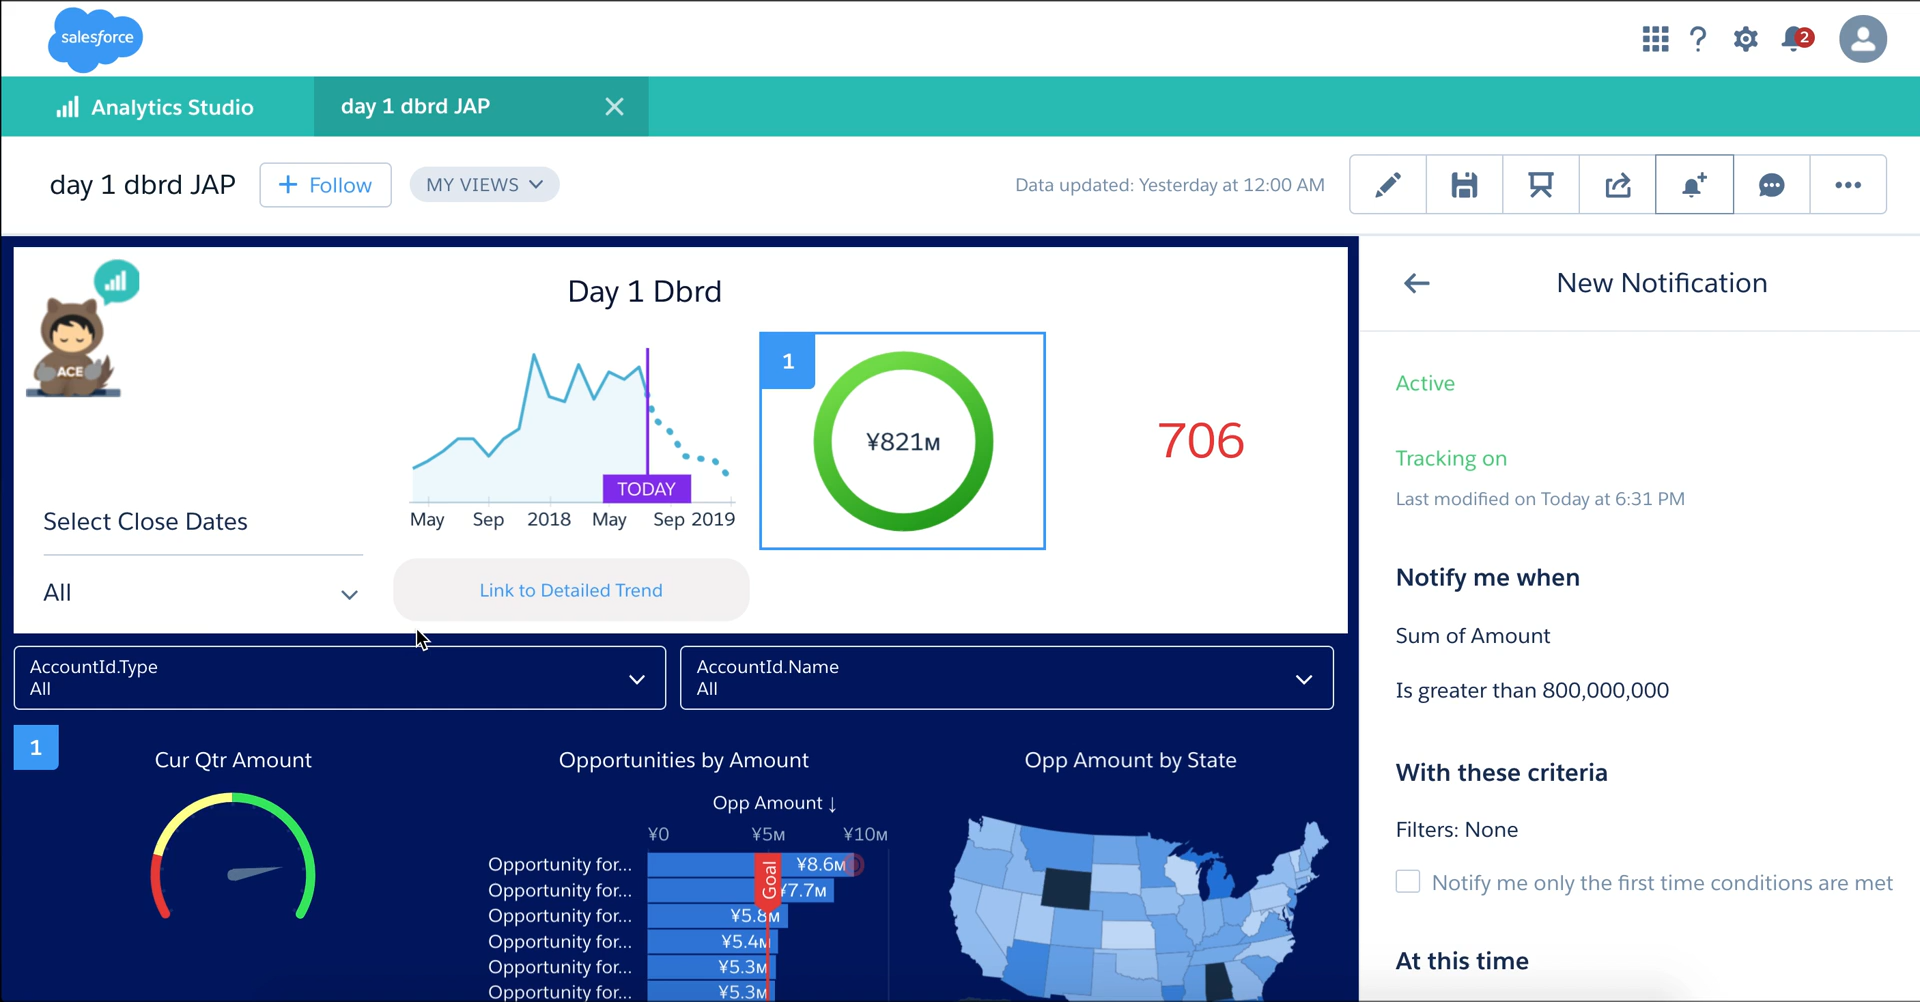 salesforce
2
Analytics Studio
day 1 dbrd JAP
day 1 dbrd JAP
+ Follow
MY VIEWS
Data updated: Yesterday at 12:00 AM
Day 1 Dbrd
ACE
1
¥821M
706
TODAY
May Sep 2018 May Sep 2019
Select Close Dates
All
Link to Detailed Trend
AccountId.Type
All
AccountId.Name
All
1
Cur Qtr Amount
Opportunities by Amount
Opp Amount ↓
¥0 ¥5M ¥10M
Opportunity for... ¥8.6M
Opportunity for... ¥7.7M
Opportunity for... ¥5.8M
Opportunity for... ¥5.4M
Opportunity for... ¥5.3M
Opportunity for... ¥5.3M
Goal
Opp Amount by State
New Notification
Active
Tracking on
Last modified on Today at 6:31 PM
Notify me when
Sum of Amount
Is greater than 800,000,000
With these criteria
Filters: None
Notify me only the first time conditions are met
At this time